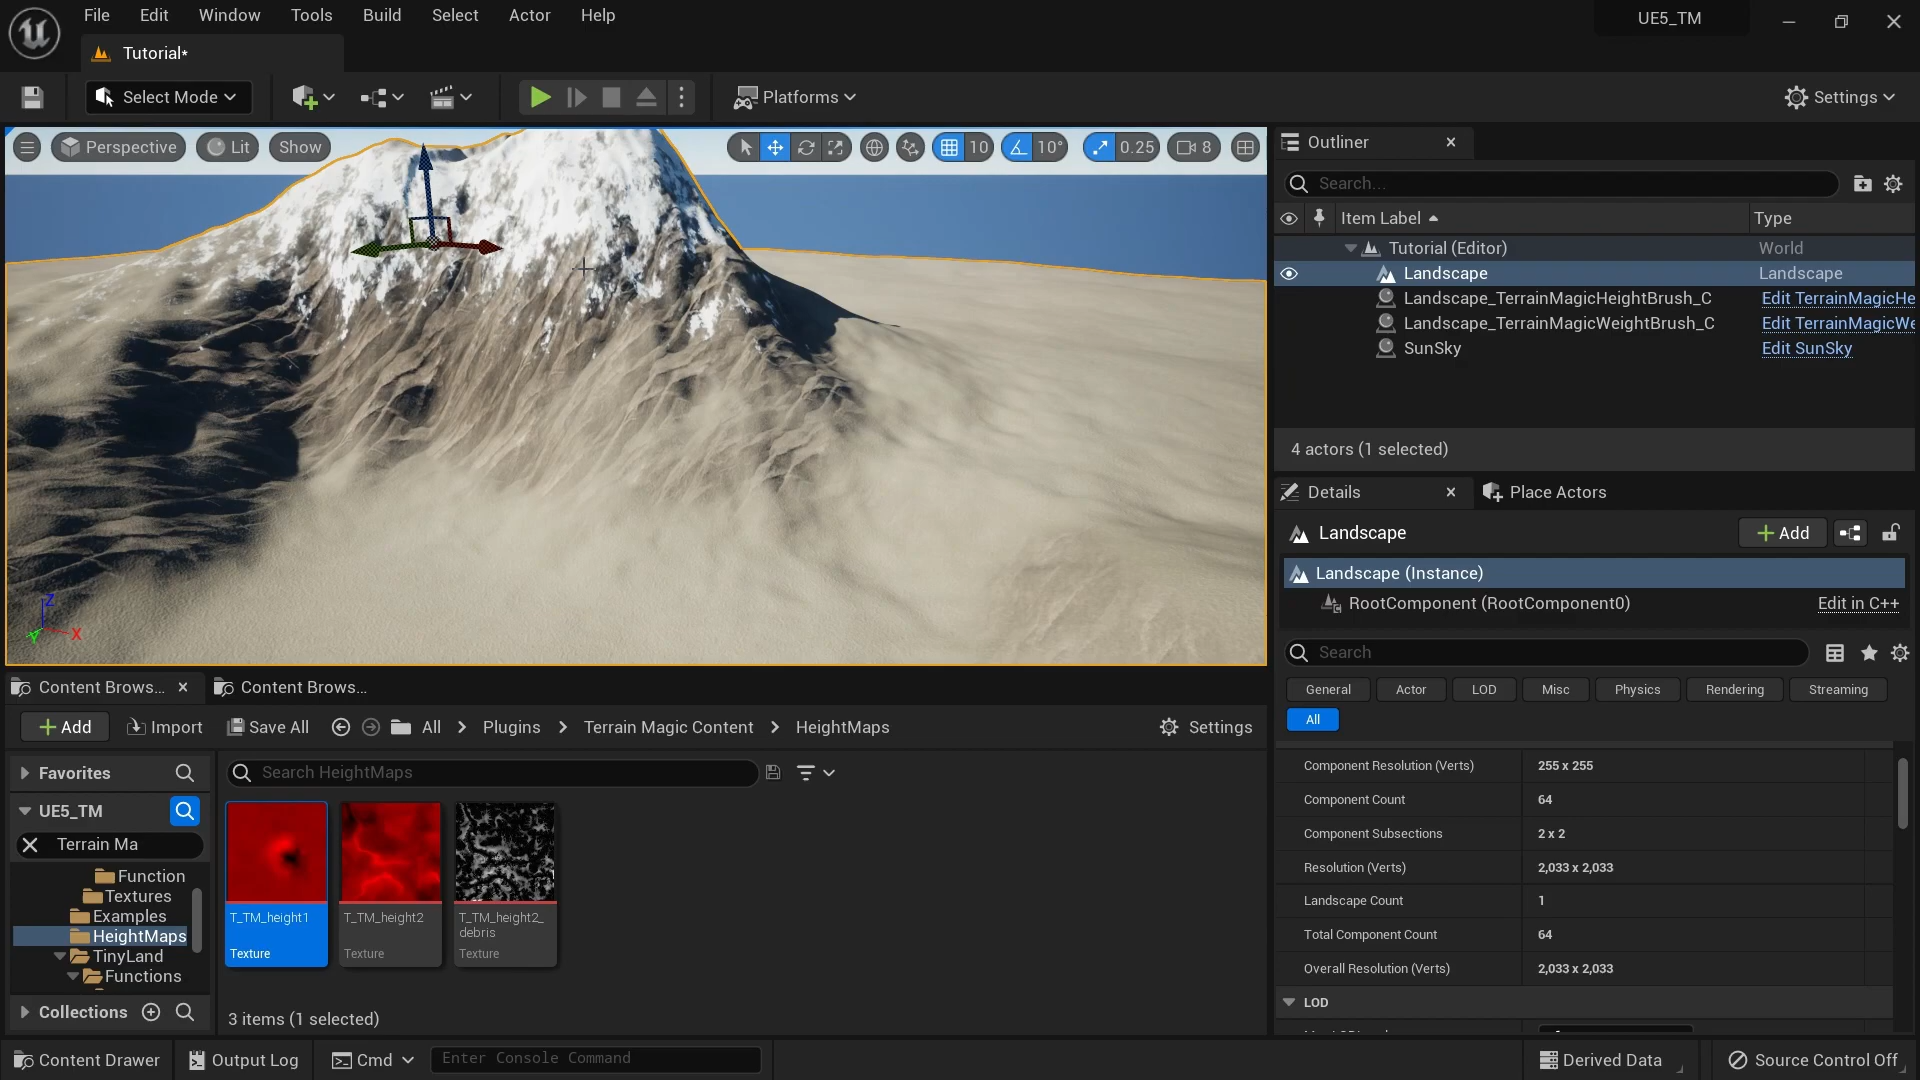 File Edit Window Tools Build Select Actor Help
UE5_TM
Tutorial*
Select Mode
Platforms
Settings
Perspective Lit Show
10 10° 0.25 8
Z
X
Y
Outliner
Search...
Item Label Type
Tutorial (Editor) World
Landscape Landscape
Landscape_TerrainMagicHeightBrush_C Edit TerrainMagicHe
Landscape_TerrainMagicWeightBrush_C Edit TerrainMagicWe
SunSky Edit SunSky
4 actors (1 selected)
Details Place Actors
Landscape Add
Landscape (Instance)
RootComponent (RootComponent0) Edit in C++
Search
General Actor LOD Misc Physics Rendering Streaming
All
Component Resolution (Verts) 255 x 255
Component Count 64
Component Subsections 2 x 2
Resolution (Verts) 2,033 x 2,033
Landscape Count 1
Total Component Count 64
Overall Resolution (Verts) 2,033 x 2,033
LOD
Content Brows... Content Brows...
Add Import Save All All Plugins Terrain Magic Content HeightMaps Settings
Favorites
UE5_TM
Terrain Ma
Function
Textures
Examples
HeightMaps
TinyLand
Functions
Collections
Search HeightMaps
T_TM_height1
Texture
T_TM_height2
Texture
T_TM_height2_
debris
Texture
3 items (1 selected)
Content Drawer Output Log Cmd Enter Console Command Derived Data Source Control Off